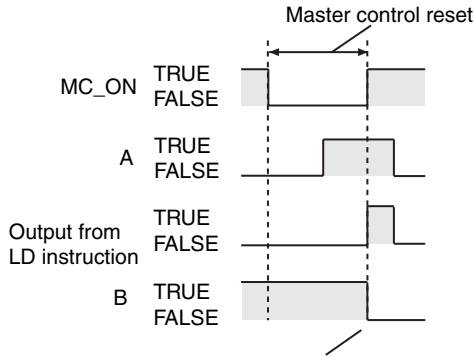 Master control reset
MC_ON TRUE
FALSE
A TRUE
FALSE
Output from
LD instruction
TRUE
FALSE
B TRUE
FALSE